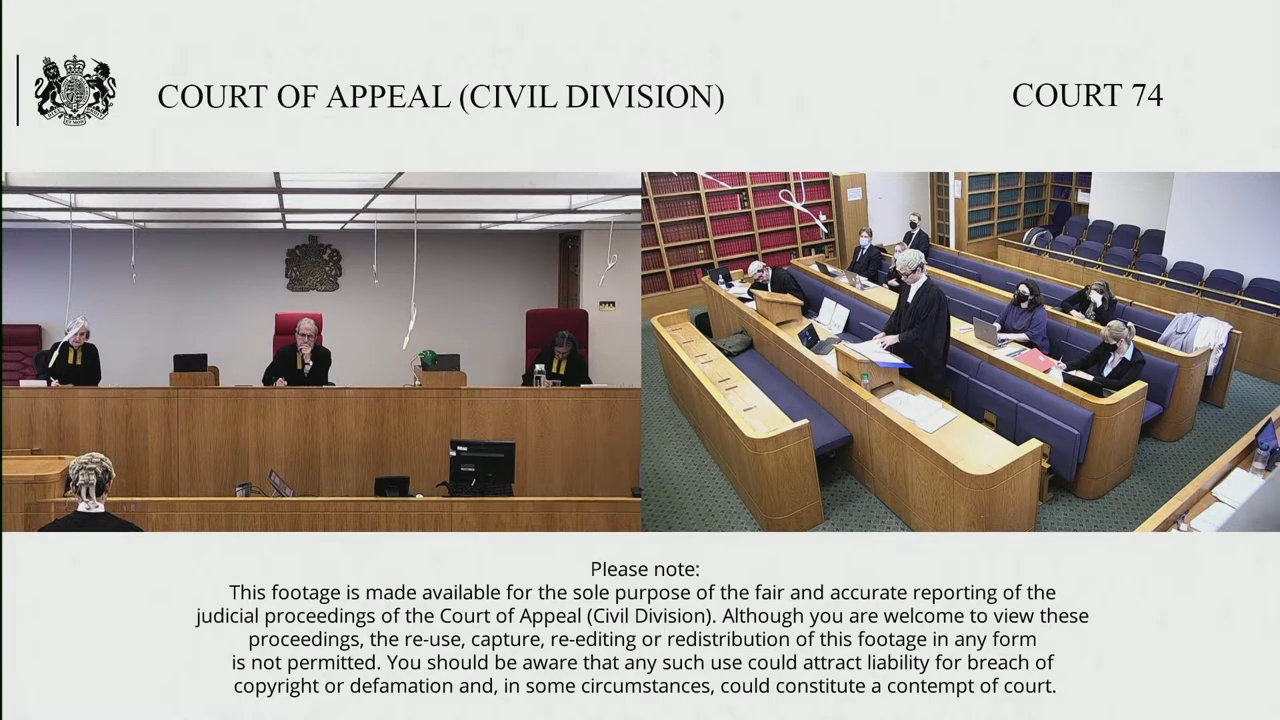 COURT OF APPEAL (CIVIL DIVISION)
COURT 74
Please note:
This footage is made available for the sole purpose of the fair and accurate reporting of the
judicial proceedings of the Court of Appeal (Civil Division). Although you are welcome to view these
proceedings, the re-use, capture, re-editing or redistribution of this footage in any form
is not permitted. You should be aware that any such use could attract liability for breach of
copyright or defamation and, in some circumstances, could constitute a contempt of court.